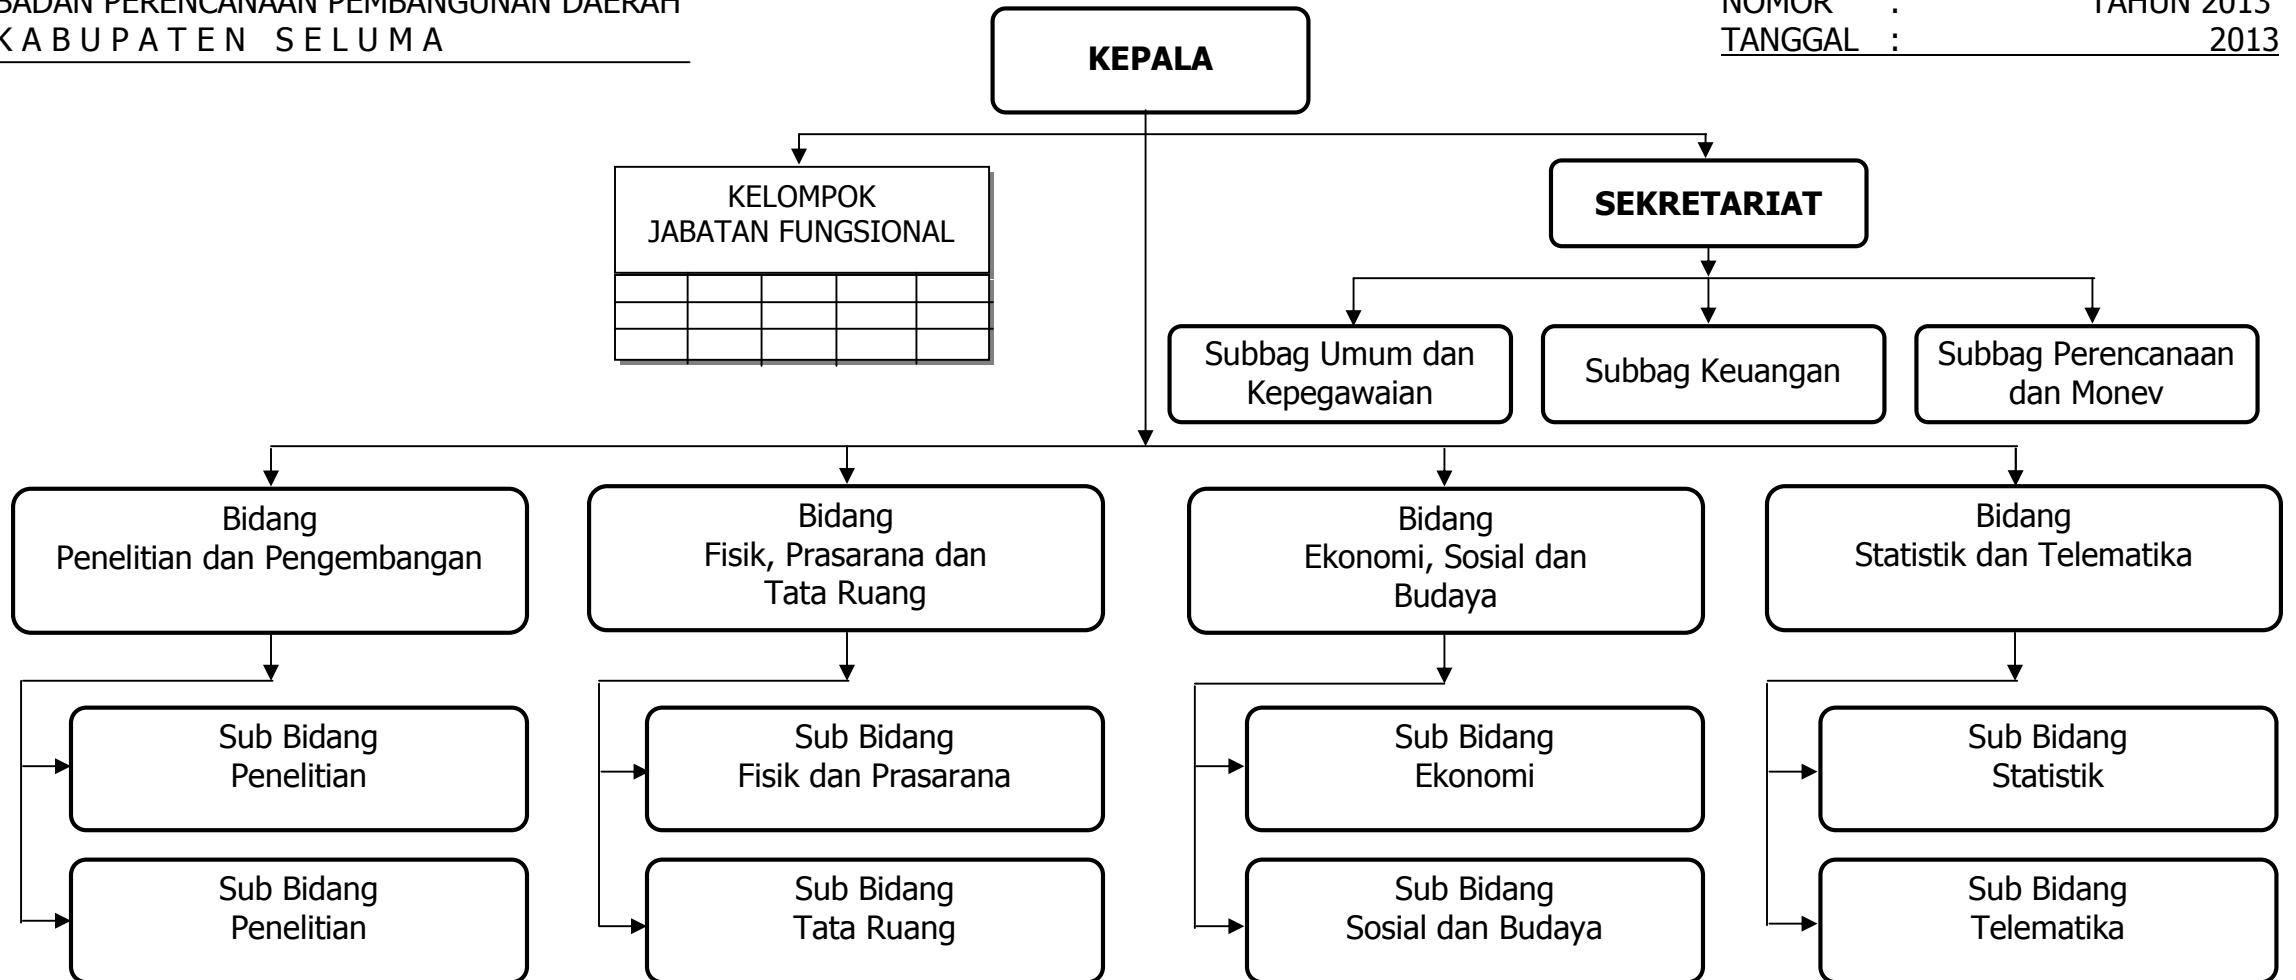 BADAN PERENCANAAN PEMBANGUNAN DAERAH
KABUPATEN SELUMA
NOMOR : TAHUN 2013
TANGGAL : 2013
KEPALA
KELOMPOK
JABATAN FUNGSIONAL
SEKRETARIAT
Subbag Umum dan
Kepegawaian
Subbag Keuangan
Subbag Perencanaan
dan Monev
Bidang
Penelitian dan Pengembangan
Bidang
Fisik, Prasarana dan
Tata Ruang
Bidang
Ekonomi, Sosial dan
Budaya
Bidang
Statistik dan Telematika
Sub Bidang
Penelitian
Sub Bidang
Fisik dan Prasarana
Sub Bidang
Ekonomi
Sub Bidang
Statistik
Sub Bidang
Penelitian
Sub Bidang
Tata Ruang
Sub Bidang
Sosial dan Budaya
Sub Bidang
Telematika